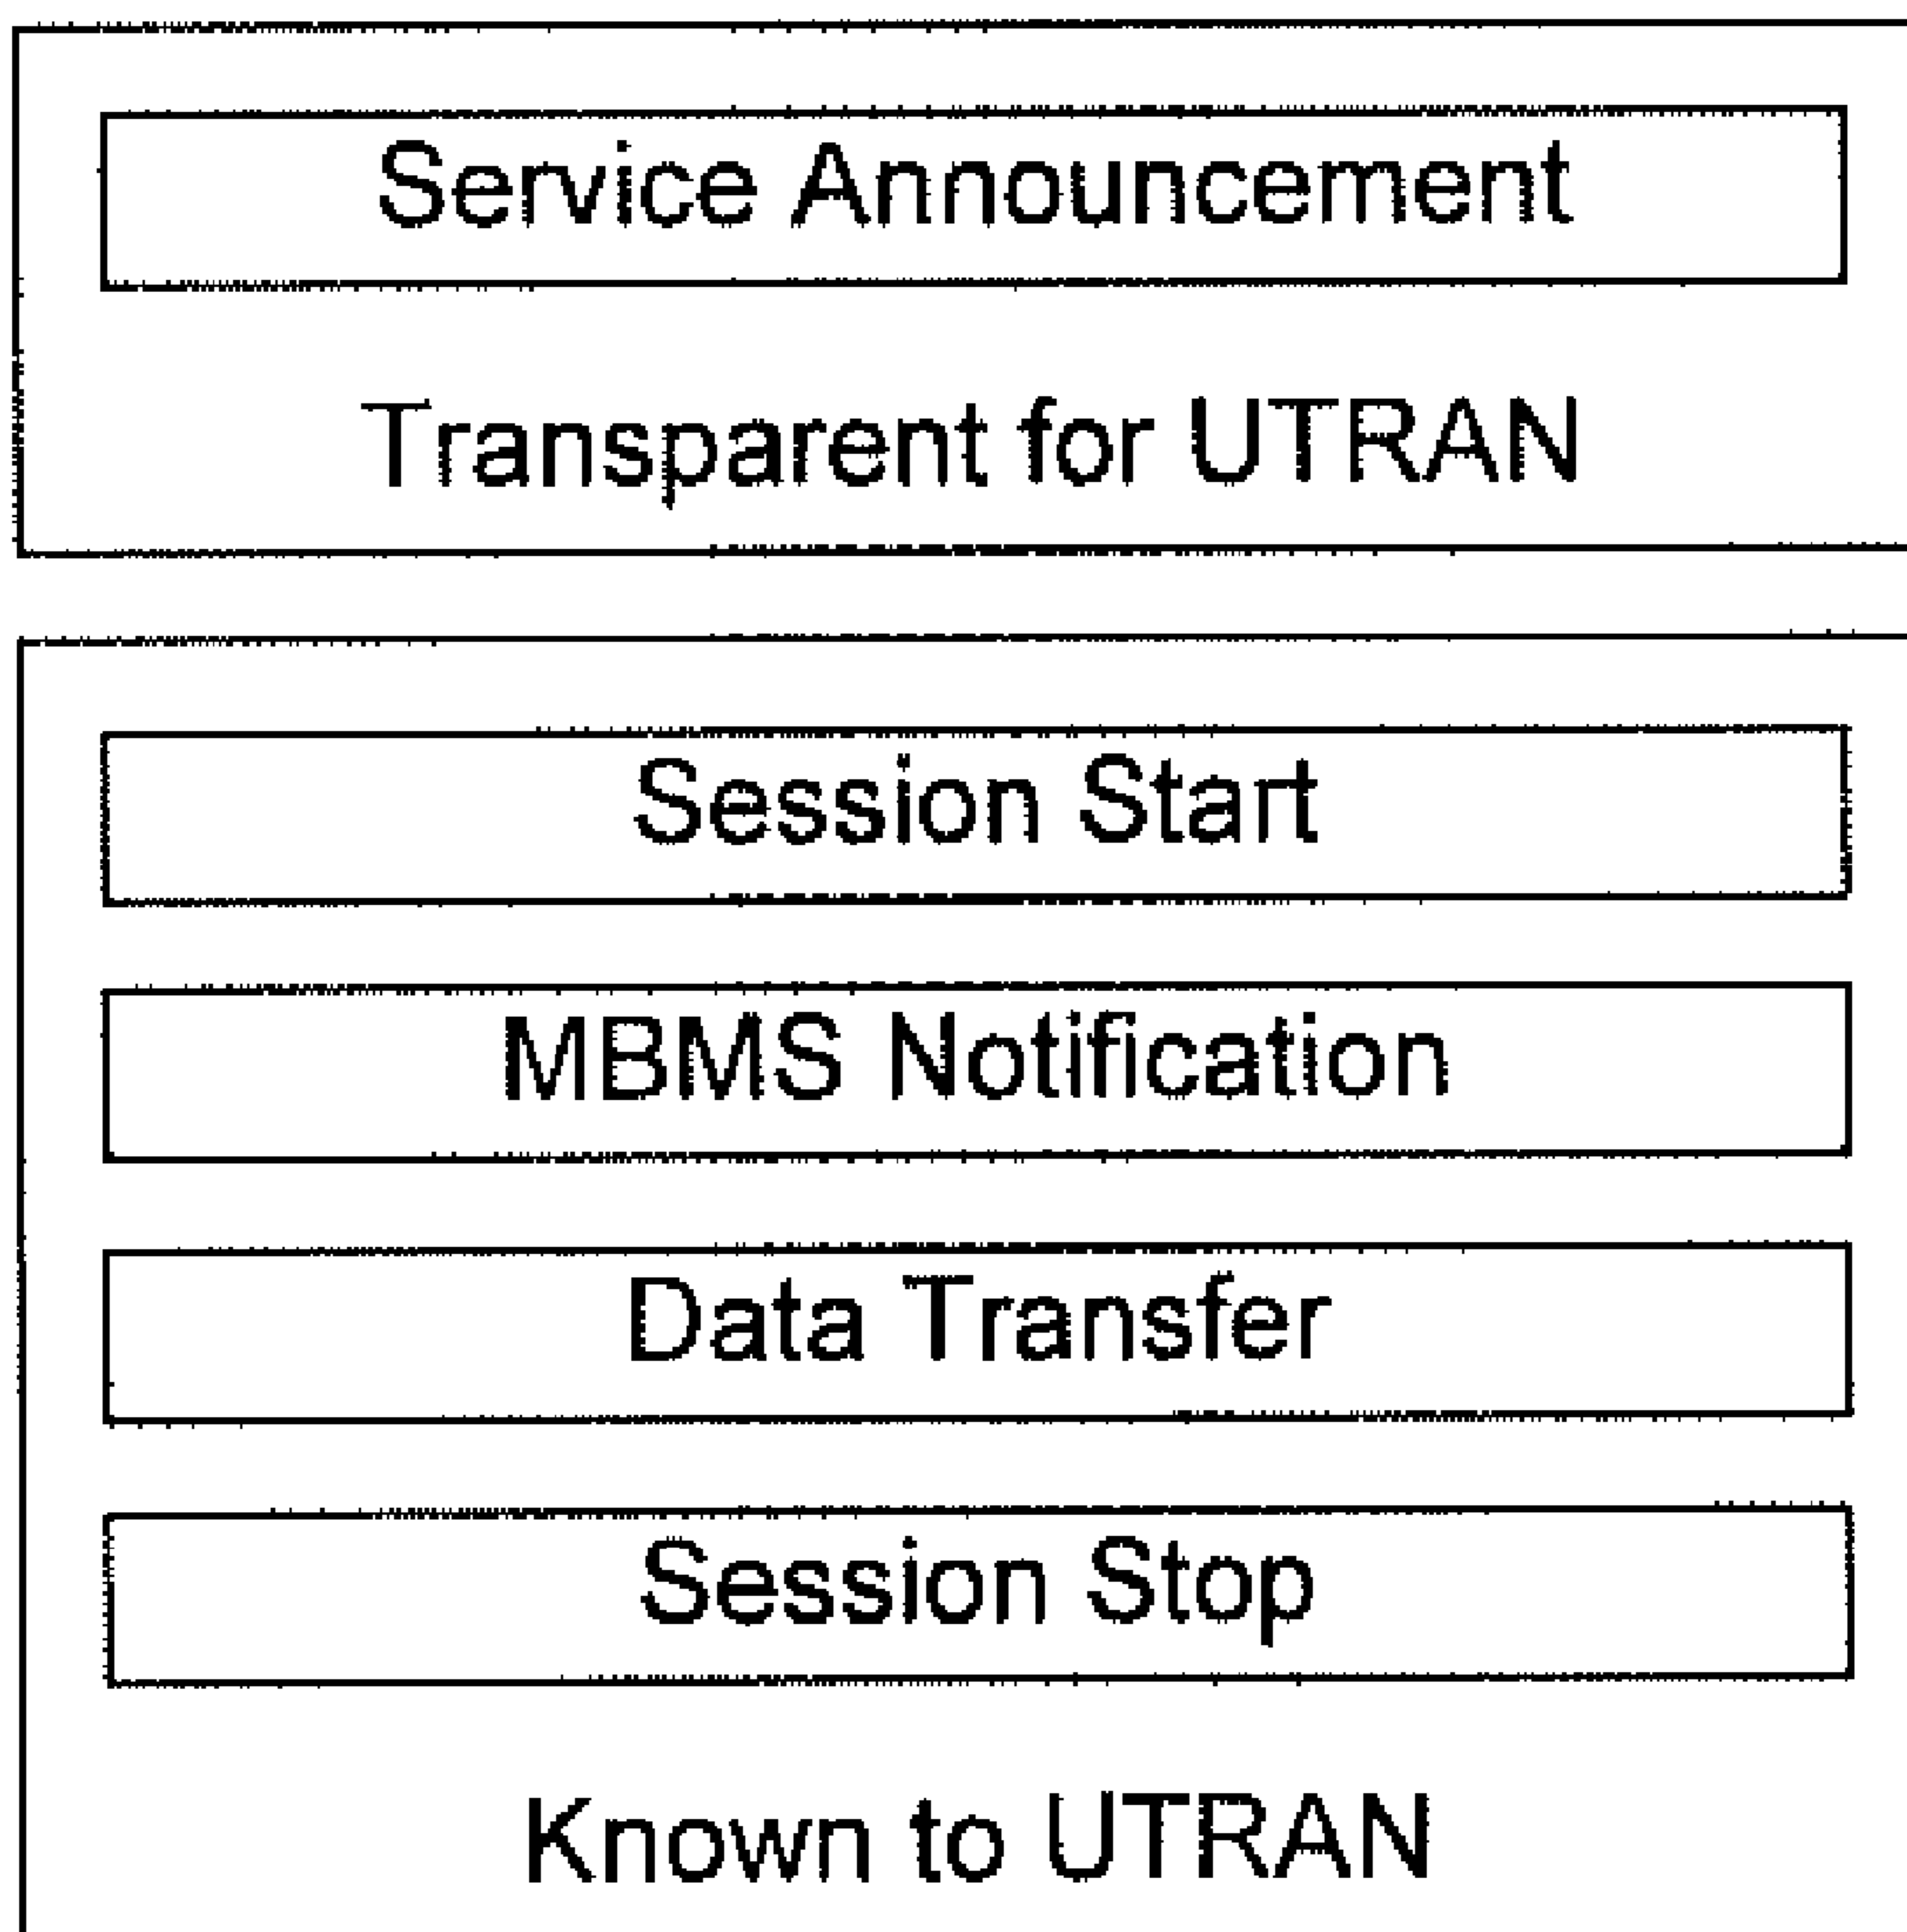 Service Announcement
Transparent for UTRAN
Session Start
MBMS Notification
Data Transfer
Session Stop
Known to UTRAN